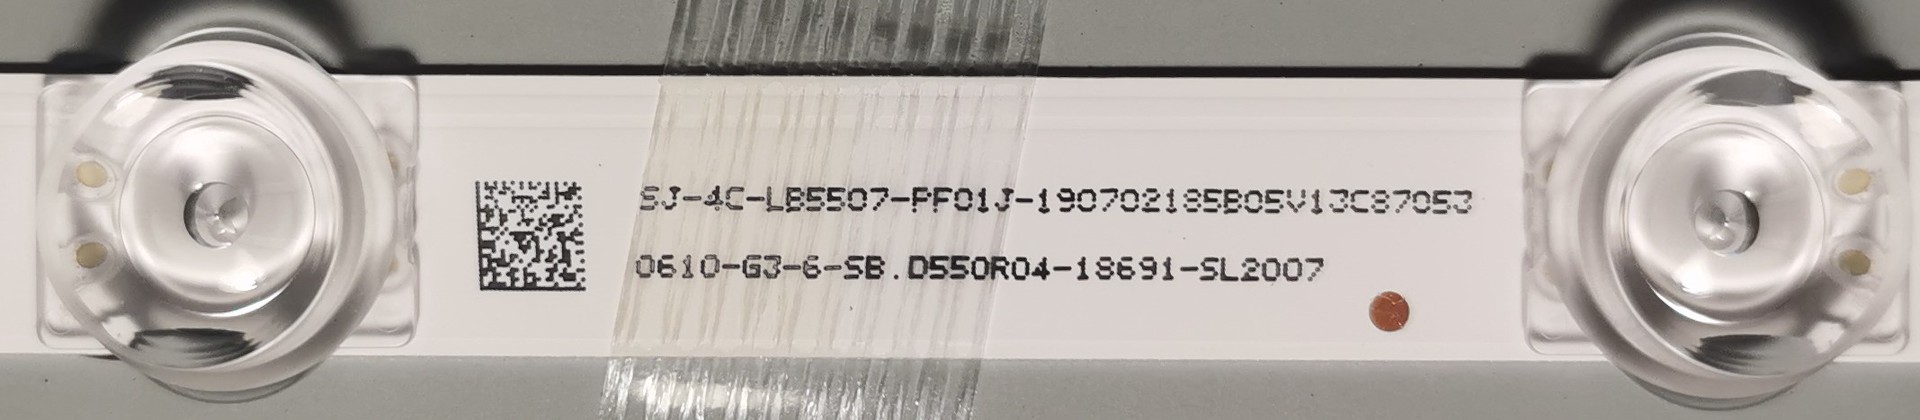 SJ-4C-LB5507-PF01J-190702185B05V13C87053
0610-G3-6-SB.D550R04-18691-SL2007